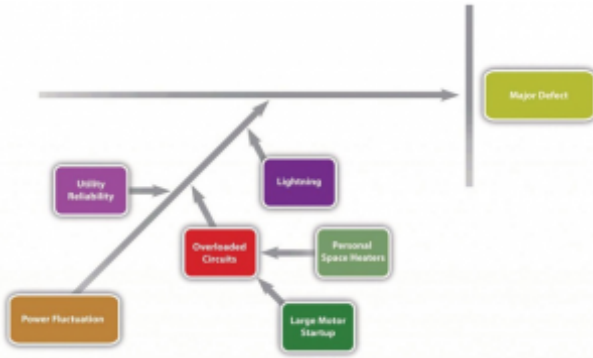 Major Defect
Utility
Reliability
Lightning
Overloaded
Circuits
Personal
Space Heaters
Power Fluctuation
Large Motor
Startup